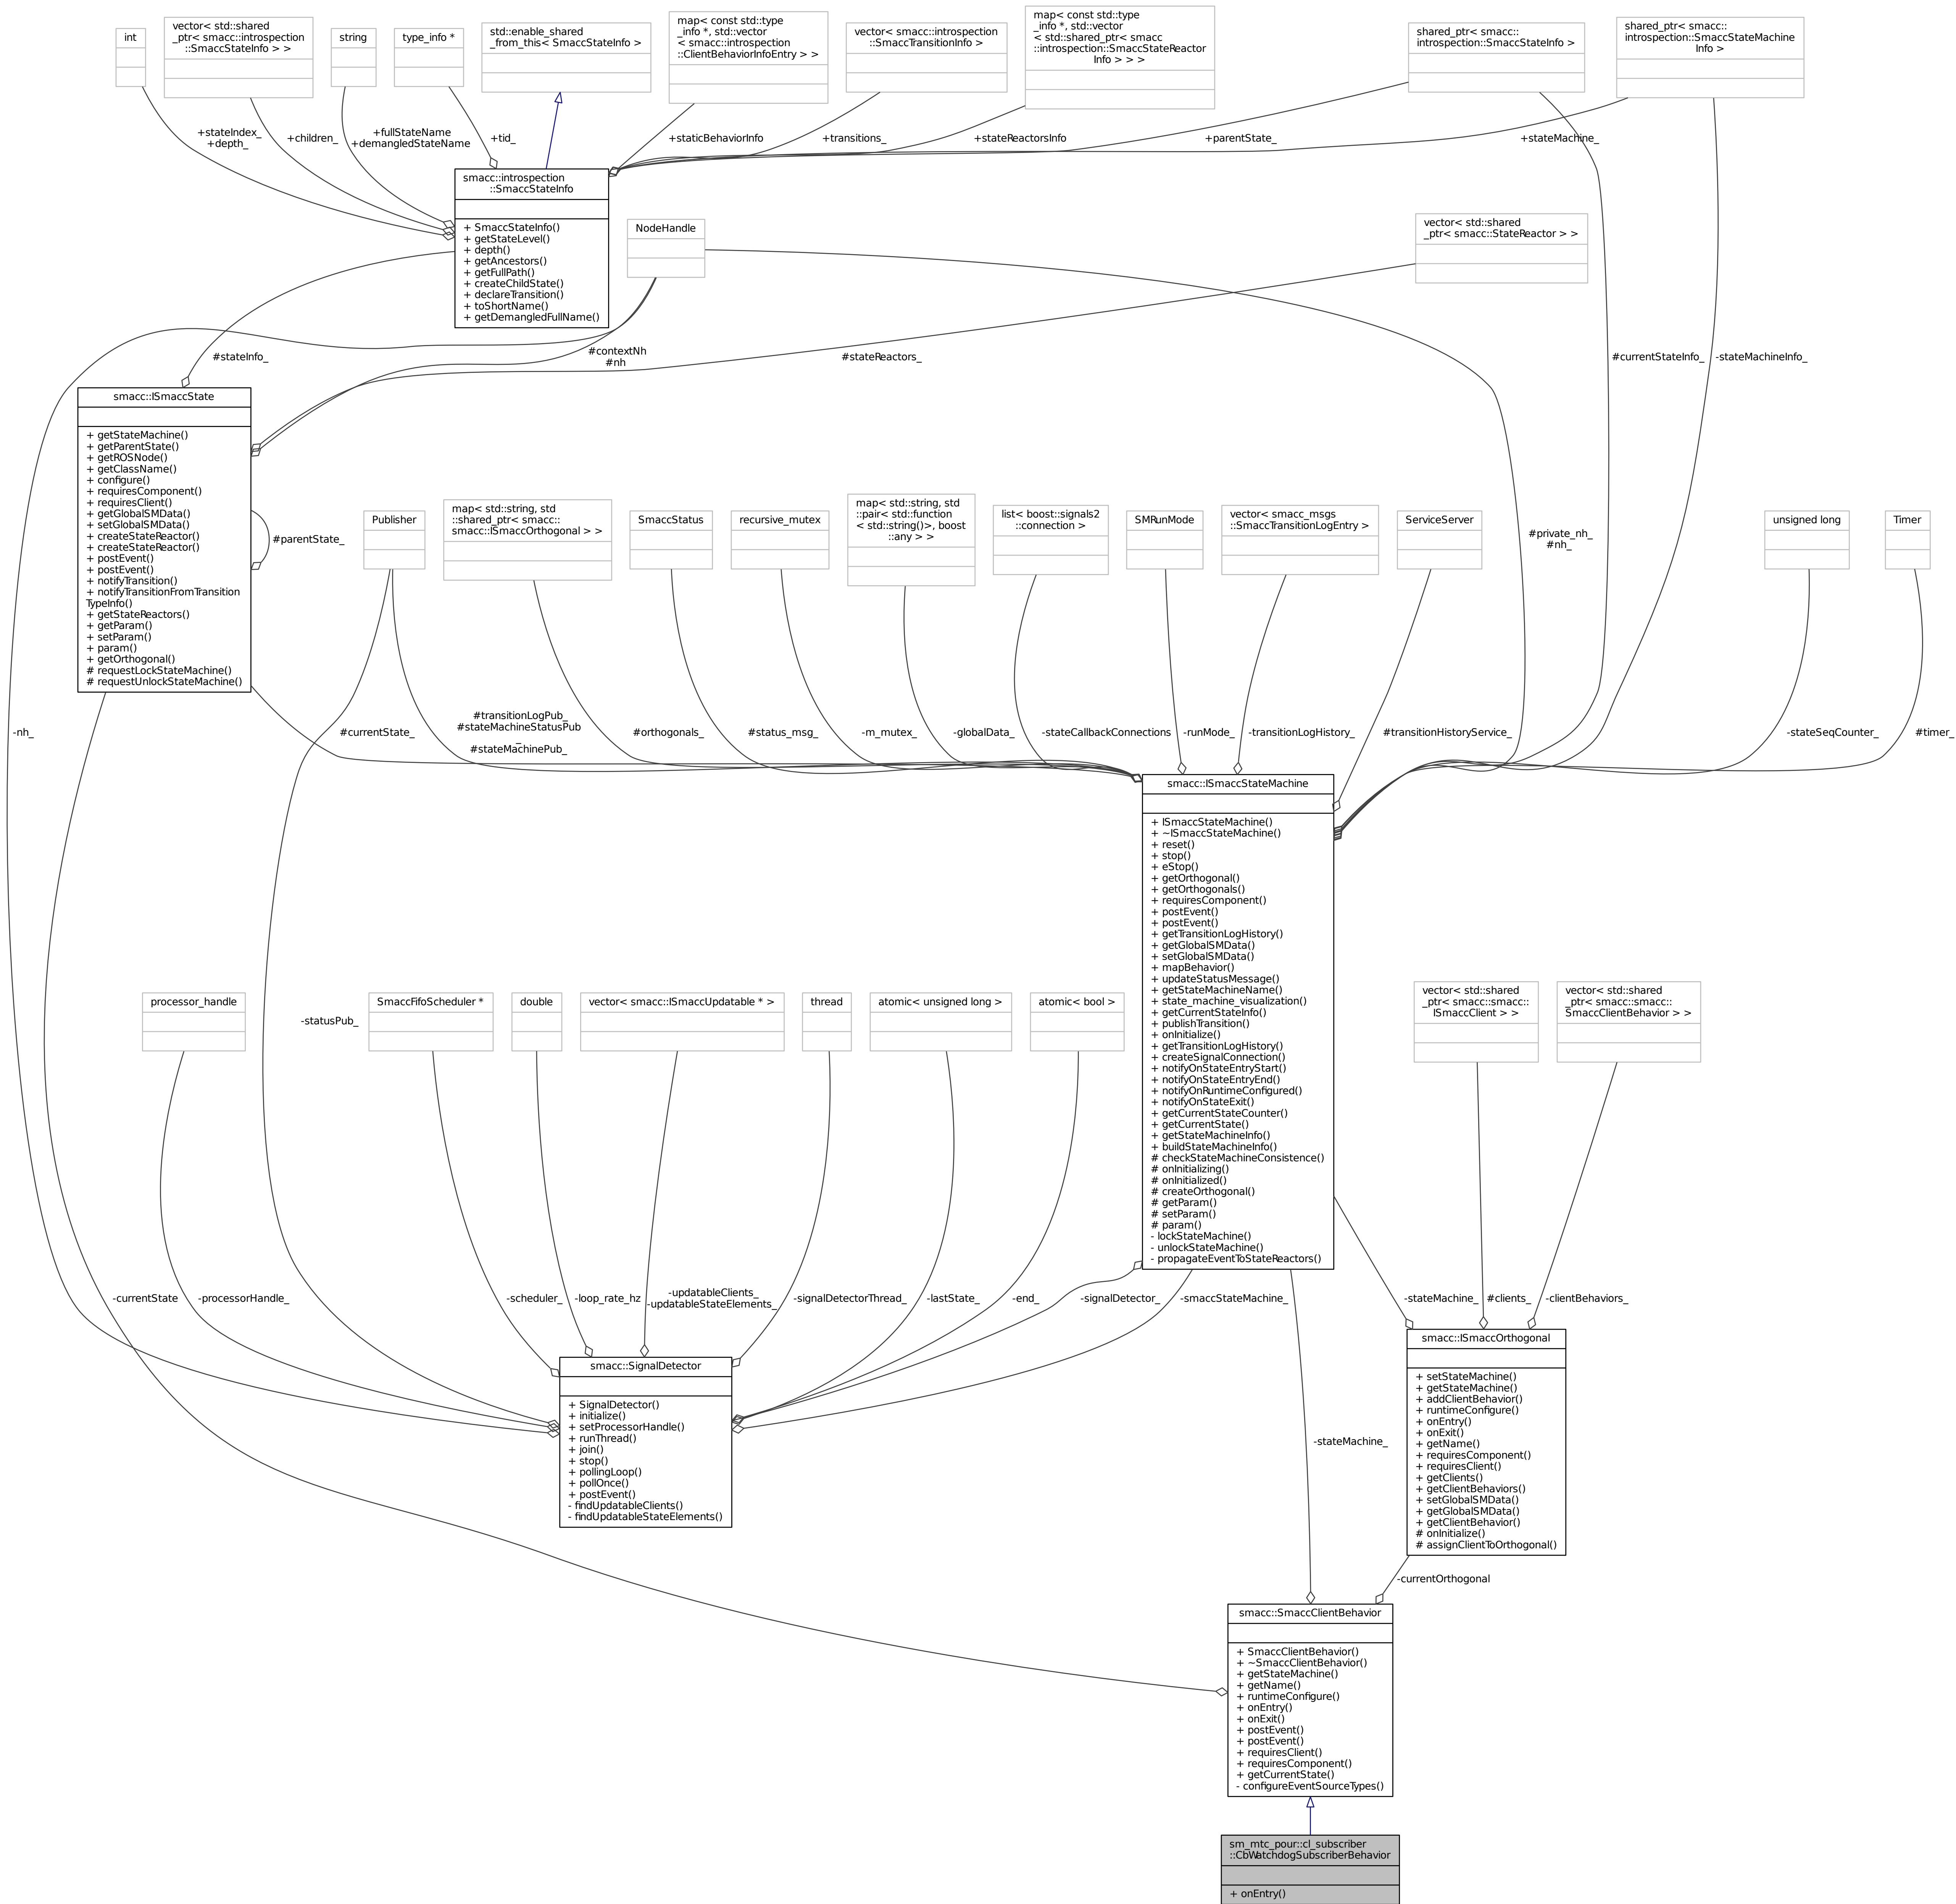 int
vector< std::shared
_ptr< smacc::introspection
::SmaccStateInfo > >
string
type_info *
std::enable_shared
_from_this< SmaccStateInfo >
map< const std::type
_info *, std::vector
< smacc::introspection
::ClientBehaviorInfoEntry > >
vector< smacc::introspection
::SmaccTransitionInfo >
map< const std::type
_info *, std::vector
< std::shared_ptr< smacc
::introspection::SmaccStateReactor
Info > > >
shared_ptr< smacc::
introspection::SmaccStateInfo >
shared_ptr< smacc::
introspection::SmaccStateMachine
Info >
+stateIndex_
+depth_
+children_
+fullStateName
+demangledStateName
+tid_
+staticBehaviorInfo
+transitions_
+stateReactorsInfo
+parentState_
+stateMachine_
smacc::introspection
::SmaccStateInfo
+ SmaccStateInfo()
+ getStateLevel()
+ depth()
+ getAncestors()
+ getFullPath()
+ createChildState()
+ declareTransition()
+ toShortName()
+ getDemangledFullName()
NodeHandle
vector< std::shared
_ptr< smacc::StateReactor > >
#stateInfo_
#contextNh
#nh
#stateReactors_
#currentStateInfo_
-stateMachineInfo_
smacc::ISmaccState
+ getStateMachine()
+ getParentState()
+ getROSNode()
+ getClassName()
+ configure()
+ requiresComponent()
+ requiresClient()
+ getGlobalSMData()
+ setGlobalSMData()
+ createStateReactor()
+ createStateReactor()
+ postEvent()
+ postEvent()
+ notifyTransition()
+ notifyTransitionFromTransition
TypeInfo()
+ getStateReactors()
+ getParam()
+ setParam()
+ param()
+ getOrthogonal()
# requestLockStateMachine()
# requestUnlockStateMachine()
#parentState_
Publisher
map< std::string, std
::shared_ptr< smacc::
smacc::ISmaccOrthogonal > >
SmaccStatus
recursive_mutex
map< std::string, std
::pair< std::function
< std::string()>, boost
::any > >
list< boost::signals2
::connection >
SMRunMode
vector< smacc_msgs
::SmaccTransitionLogEntry >
ServiceServer
#private_nh_
#nh_
unsigned long
Timer
-nh_
#currentState_
#transitionLogPub_
#stateMachineStatusPub
_
#stateMachinePub_
#orthogonals_
#status_msg_
-m_mutex_
-globalData_
-stateCallbackConnections
-runMode_
-transitionLogHistory_
#transitionHistoryService_
-stateSeqCounter_
#timer_
smacc::ISmaccStateMachine
+ ISmaccStateMachine()
+ ~ISmaccStateMachine()
+ reset()
+ stop()
+ eStop()
+ getOrthogonal()
+ getOrthogonals()
+ requiresComponent()
+ postEvent()
+ postEvent()
+ getTransitionLogHistory()
+ getGlobalSMData()
+ setGlobalSMData()
+ mapBehavior()
+ updateStatusMessage()
+ getStateMachineName()
+ state_machine_visualization()
+ getCurrentStateInfo()
+ publishTransition()
+ onInitialize()
+ getTransitionLogHistory()
+ createSignalConnection()
+ notifyOnStateEntryStart()
+ notifyOnStateEntryEnd()
+ notifyOnRuntimeConfigured()
+ notifyOnStateExit()
+ getCurrentStateCounter()
+ getCurrentState()
+ getStateMachineInfo()
+ buildStateMachineInfo()
# checkStateMachineConsistence()
# onInitializing()
# onInitialized()
# createOrthogonal()
# getParam()
# setParam()
# param()
- lockStateMachine()
- unlockStateMachine()
- propagateEventToStateReactors()
processor_handle
-statusPub_
SmaccFifoScheduler *
double
vector< smacc::ISmaccUpdatable * >
thread
atomic< unsigned long >
atomic< bool >
vector< std::shared
_ptr< smacc::smacc::
ISmaccClient > >
vector< std::shared
_ptr< smacc::smacc::
SmaccClientBehavior > >
-currentState
-processorHandle_
-scheduler_
-loop_rate_hz
-updatableClients_
-updatableStateElements_
-signalDetectorThread_
-lastState_
-end_
-signalDetector_
-smaccStateMachine_
-stateMachine_
#clients_
-clientBehaviors_
smacc::SignalDetector
+ SignalDetector()
+ initialize()
+ setProcessorHandle()
+ runThread()
+ join()
+ stop()
+ pollingLoop()
+ pollOnce()
+ postEvent()
- findUpdatableClients()
- findUpdatableStateElements()
smacc::ISmaccOrthogonal
+ setStateMachine()
+ getStateMachine()
+ addClientBehavior()
+ runtimeConfigure()
+ onEntry()
+ onExit()
+ getName()
+ requiresComponent()
+ requiresClient()
+ getClients()
+ getClientBehaviors()
+ setGlobalSMData()
+ getGlobalSMData()
+ getClientBehavior()
# onInitialize()
# assignClientToOrthogonal()
-stateMachine_
-currentOrthogonal
smacc::SmaccClientBehavior
+ SmaccClientBehavior()
+ ~SmaccClientBehavior()
+ getStateMachine()
+ getName()
+ runtimeConfigure()
+ onEntry()
+ onExit()
+ postEvent()
+ postEvent()
+ requiresClient()
+ requiresComponent()
+ getCurrentState()
- configureEventSourceTypes()
sm_mtc_pour::cl_subscriber
::CbWatchdogSubscriberBehavior
+ onEntry()